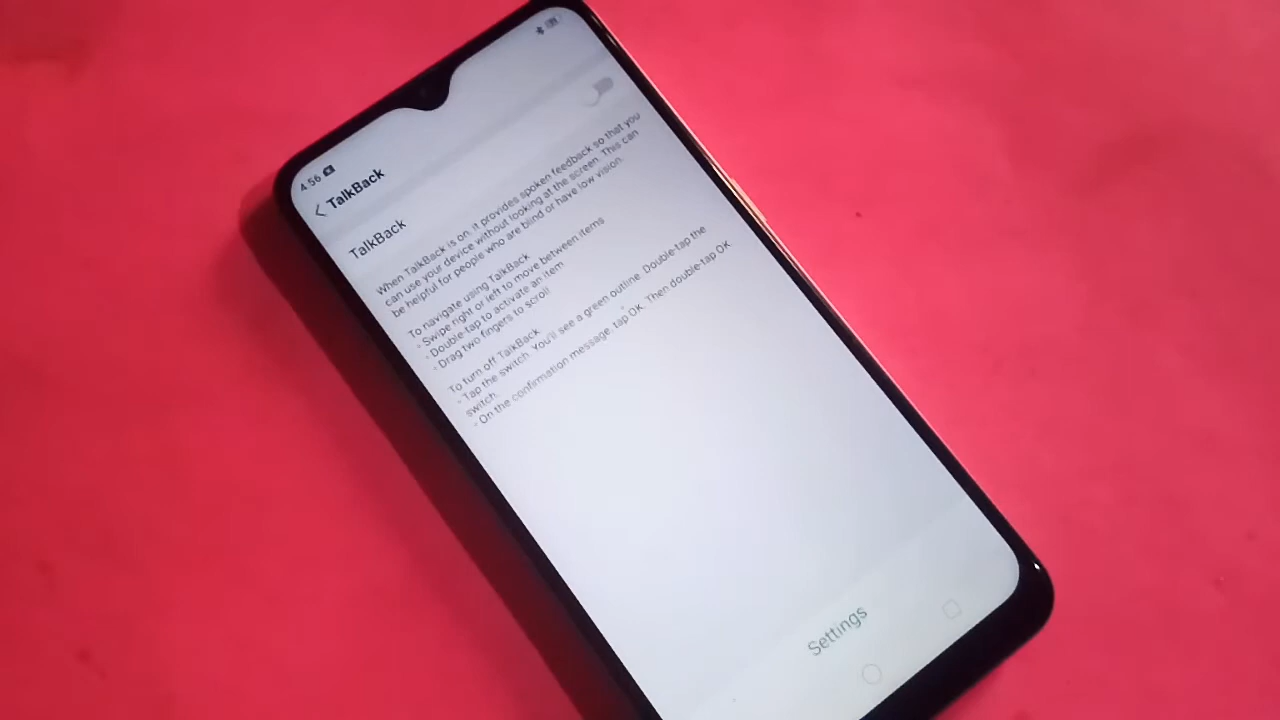 4:56
TalkBack
TalkBack
When TalkBack is on, it provides spoken feedback so that you
can use your device without looking at the screen. This can
be helpful for people who are blind or have low vision.
To navigate using TalkBack
• Swipe right or left to move between items
• Double-tap to activate an item
• Drag two fingers to scroll
To turn off TalkBack
• Tap the switch. You'll see a green outline. Double-tap the
switch.
• On the confirmation message, tap OK. Then double-tap OK
Settings